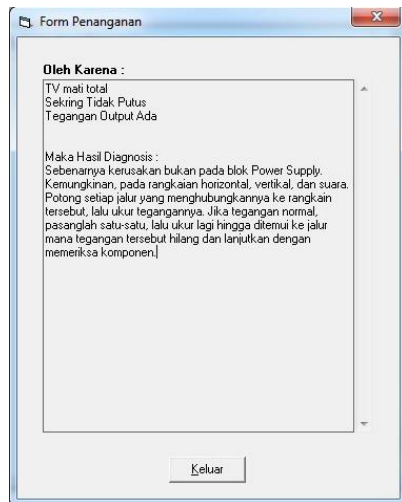 Form Penanganan
Oleh Karena :
TV mati total
Sekring Tidak Putus
Tegangan Output Ada
Maka Hasil Diagnosis :
Sebenarnya kerusakan bukan pada blok Power Supply.
Kemungkinan, pada rangkaian horizontal, vertikal, dan suara.
Potong setiap jalur yang menghubungkannya ke rangkain
tersebut, lalu ukur tegangannya. Jika tegangan normal,
pasanglah satu-satu, lalu ukur lagi hingga ditemui ke jalur
mana tegangan tersebut hilang dan lanjutkan dengan
memeriksa komponen.
Keluar